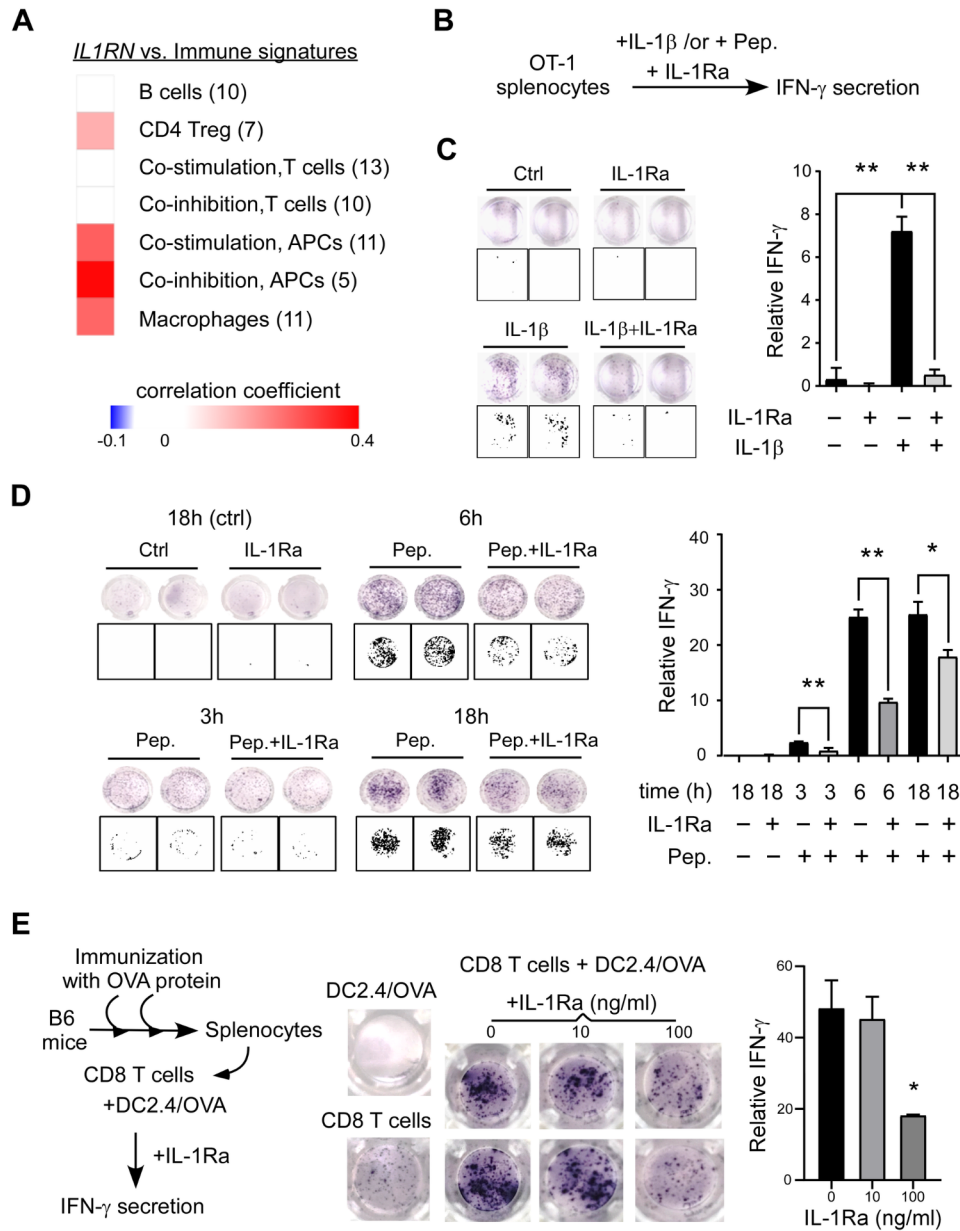 A
IL1RN vs. Immune signatures
B cells (10)
CD4 Treg (7)
Co-stimulation,T cells (13)
Co-inhibition,T cells (10)
Co-stimulation, APCs (11)
Co-inhibition, APCs (5)
Macrophages (11)
correlation coefficient
-0.1 0 0.4
B
OT-1
splenocytes
+IL-1β /or + Pep.
+ IL-1Ra
IFN-γ secretion
C
Ctrl IL-1Ra
IL-1β IL-1β+IL-1Ra
Relative IFN-γ
10
8
6
4
2
0
** **
IL-1Ra − + − +
IL-1β − − + +
D
18h (ctrl)
Ctrl IL-1Ra
6h
Pep. Pep.+IL-1Ra
3h
Pep. Pep.+IL-1Ra
18h
Pep. Pep.+IL-1Ra
Relative IFN-γ
40
30
20
10
0
** ** *
time (h) 18 18 3 3 6 6 18 18
IL-1Ra − + − + − + − +
Pep. − − + + + + + +
E
Immunization
with OVA protein
B6
mice
Splenocytes
CD8 T cells
+DC2.4/OVA
+IL-1Ra
IFN-γ secretion
DC2.4/OVA
CD8 T cells
CD8 T cells + DC2.4/OVA
+IL-1Ra (ng/ml)
0 10 100
Relative IFN-γ
60
40
20
0
*
0 10 100
IL-1Ra (ng/ml)